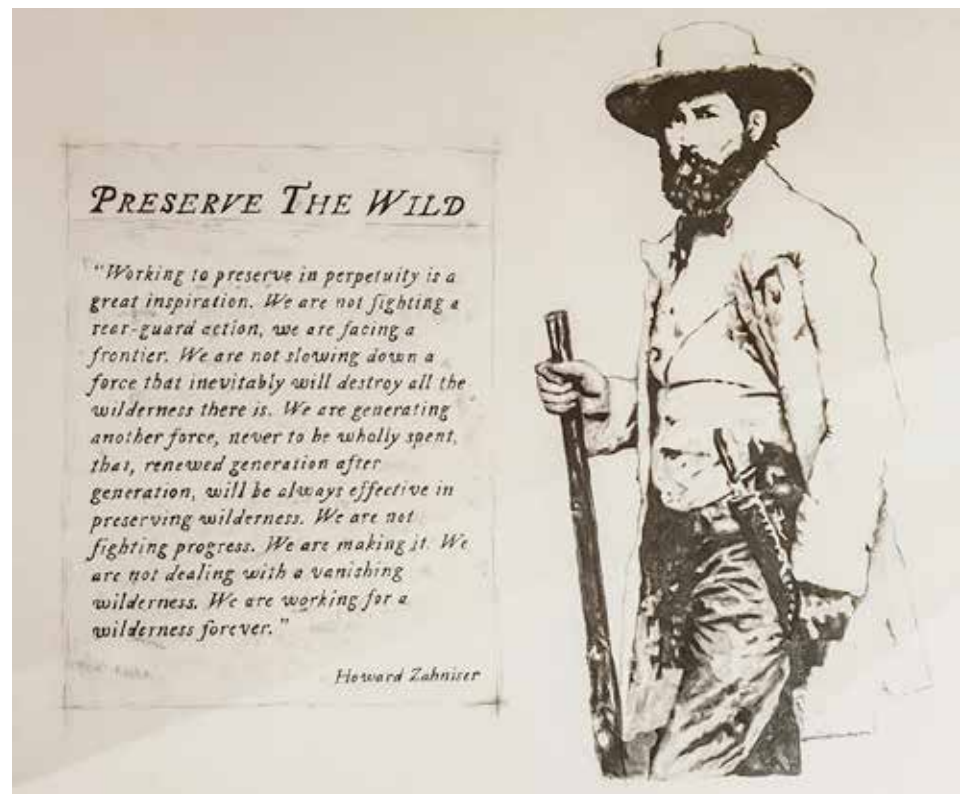 PRESERVE THE WILD
"Working to preserve in perpetuity is a
great inspiration. We are not fighting a
rear-guard action, we are facing a
frontier. We are not slowing down a
force that inevitably will destroy all the
wilderness there is. We are generating
another force, never to be wholly spent,
that, renewed generation after
generation, will be always effective in
preserving wilderness. We are not
fighting progress. We are making it. We
are not dealing with a vanishing
wilderness. We are working for a
wilderness forever."
Howard Zahniser